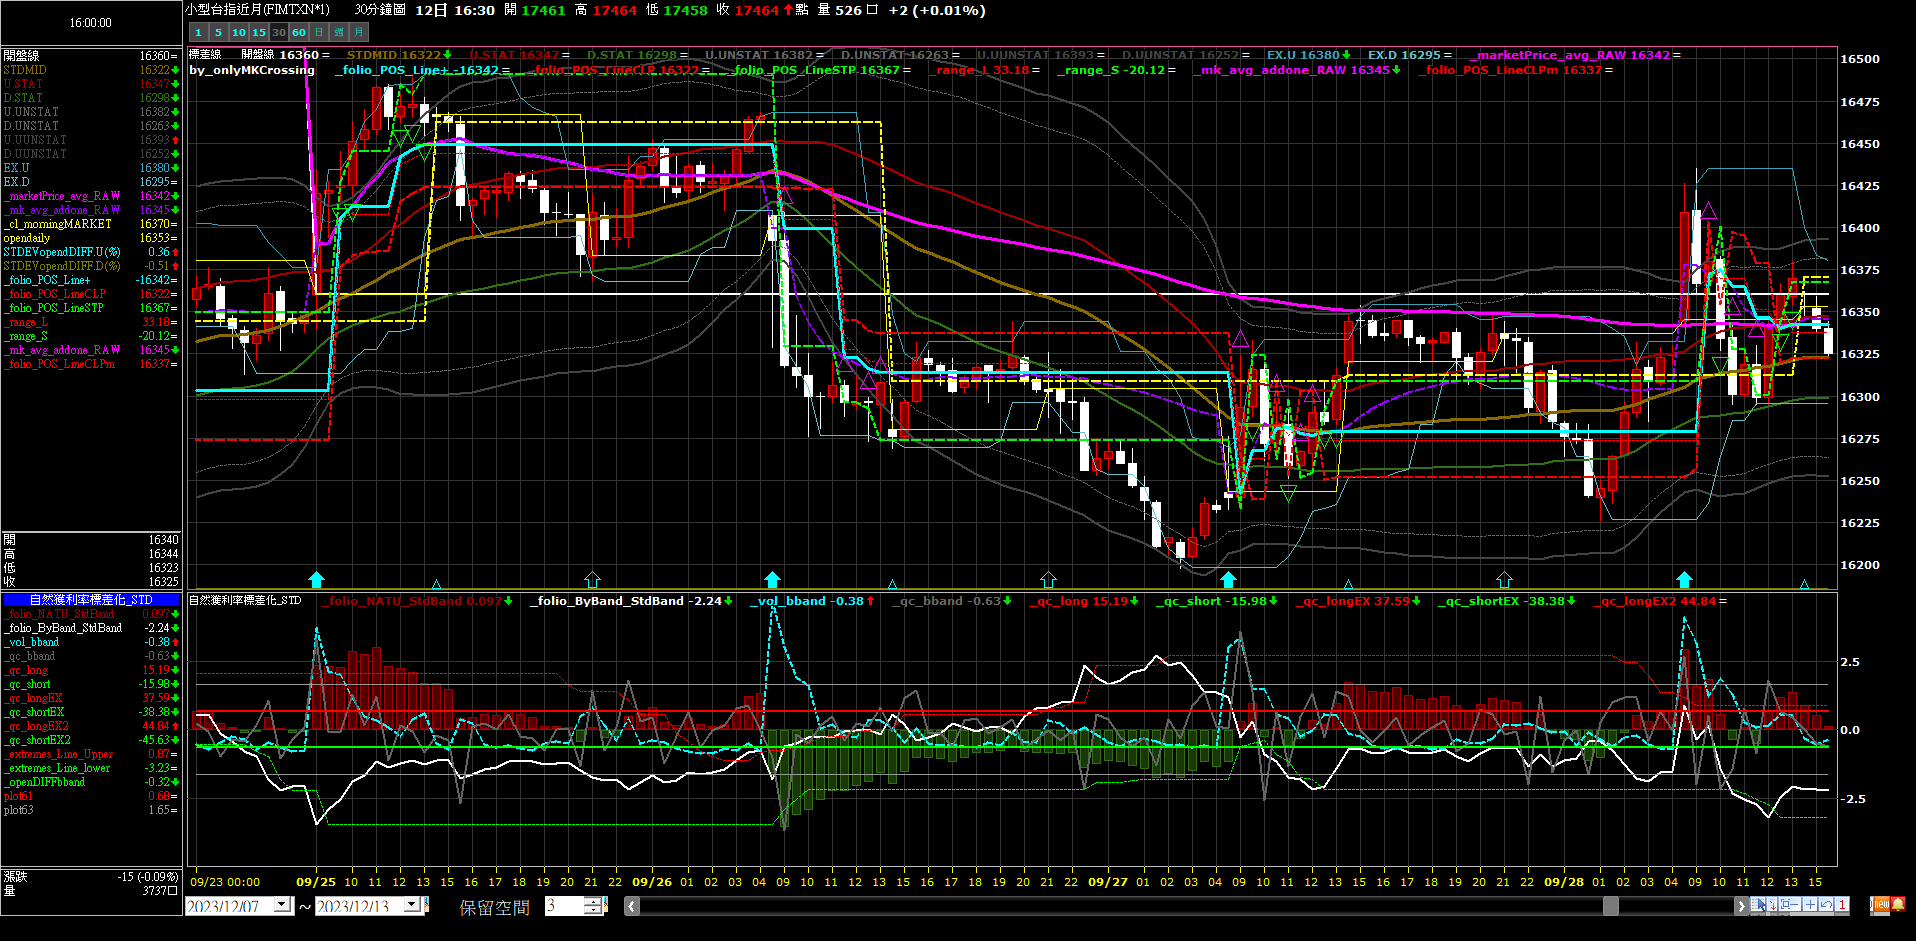 小型台指近月(FIMTXN*1) 30分鐘圖 12日 16:30 開 17461 高 17464 低 17458 收 17464 點 量 526 口 +2 (+0.01%)
16:00:00
1 5 10 15 30 60 日 週 月
開盤線 16360=
STDMID 16322
U.STAT 16347
D.STAT 16298
U.UNSTAT 16382
D.UNSTAT 16263
U.UUNSTAT 16393
D.UUNSTAT 16252
EX.U 16380
EX.D 16295=
_marketPrice_avg_RAW 16342
_mk_avg_addona_RAW 16345
_cl_morningMARKET 16370=
opendaily 16353=
STDEVopendDIFF.U(%) 0.36
STDEVopendDIFF.D(%) -0.51
_folio_POS_Line+ -16342=
_folio_POS_LineCLP 16322=
_folio_POS_LineSTP 16367=
_range_L 33.18=
_range_S -20.12=
_mk_avg_addona_RAW 16345
_folio_POS_LineCLPm 16337=
開 16340
高 16344
低 16323
收 16325
自然獲利率標差化_STD
_folio_NATU_StdBand 0.097
_folio_ByBand_StdBand -2.24
_vol_bband -0.38
_qc_bband -0.63
_qc_long 15.19
_qc_short -15.98
_qc_longEX 37.59
_qc_shortEX -38.38
_qc_longEX2 44.84
_qc_shortEX2 -45.63
_extremes_Line_Upper 0.87=
_extremes_Line_lower -3.23=
_openDIFFbband -0.32
plot61 0.68=
plot63 1.65=
漲跌 -15 (-0.09%)
量 3737口
標差線 開盤線 16360 = STDMID 16322 U.STAT 16347 = D.STAT 16298 = U.UNSTAT 16382 = D.UNSTAT 16263 = U.UUNSTAT 16393 = D.UUNSTAT 16252 = EX.U 16380 EX.D 16295 = _marketPrice_avg_RAW 16342 =
by_onlyMKCrossing _folio_POS_Line+ -16342 = _folio_POS_LineCLP 16322 = _folio_POS_LineSTP 16367 = _range_L 33.18 = _range_S -20.12 = _mk_avg_addone_RAW 16345 _folio_POS_LineCLPm 16337 =
16500
16475
16450
16425
16400
16375
16350
16325
16300
16275
16250
16225
16200
自然獲利率標差化_STD _folio_NATU_StdBand 0.097 _folio_ByBand_StdBand -2.24 _vol_bband -0.38 _qc_bband -0.63 _qc_long 15.19 _qc_short -15.98 _qc_longEX 37.59 _qc_shortEX -38.38 _qc_longEX2 44.84 =
2.5
0.0
-2.5
09/23 00:00 09/25 10 11 12 13 15 16 17 18 19 20 21 22 09/26 01 02 03 04 09 10 11 12 13 15 16 17 18 19 20 21 22 09/27 01 02 03 04 09 10 11 12 13 15 16 17 18 19 20 21 22 09/28 01 02 03 04 09 10 11 12 13 15
2023/12/07 ~ 2023/12/13 保留空間 3
1 new